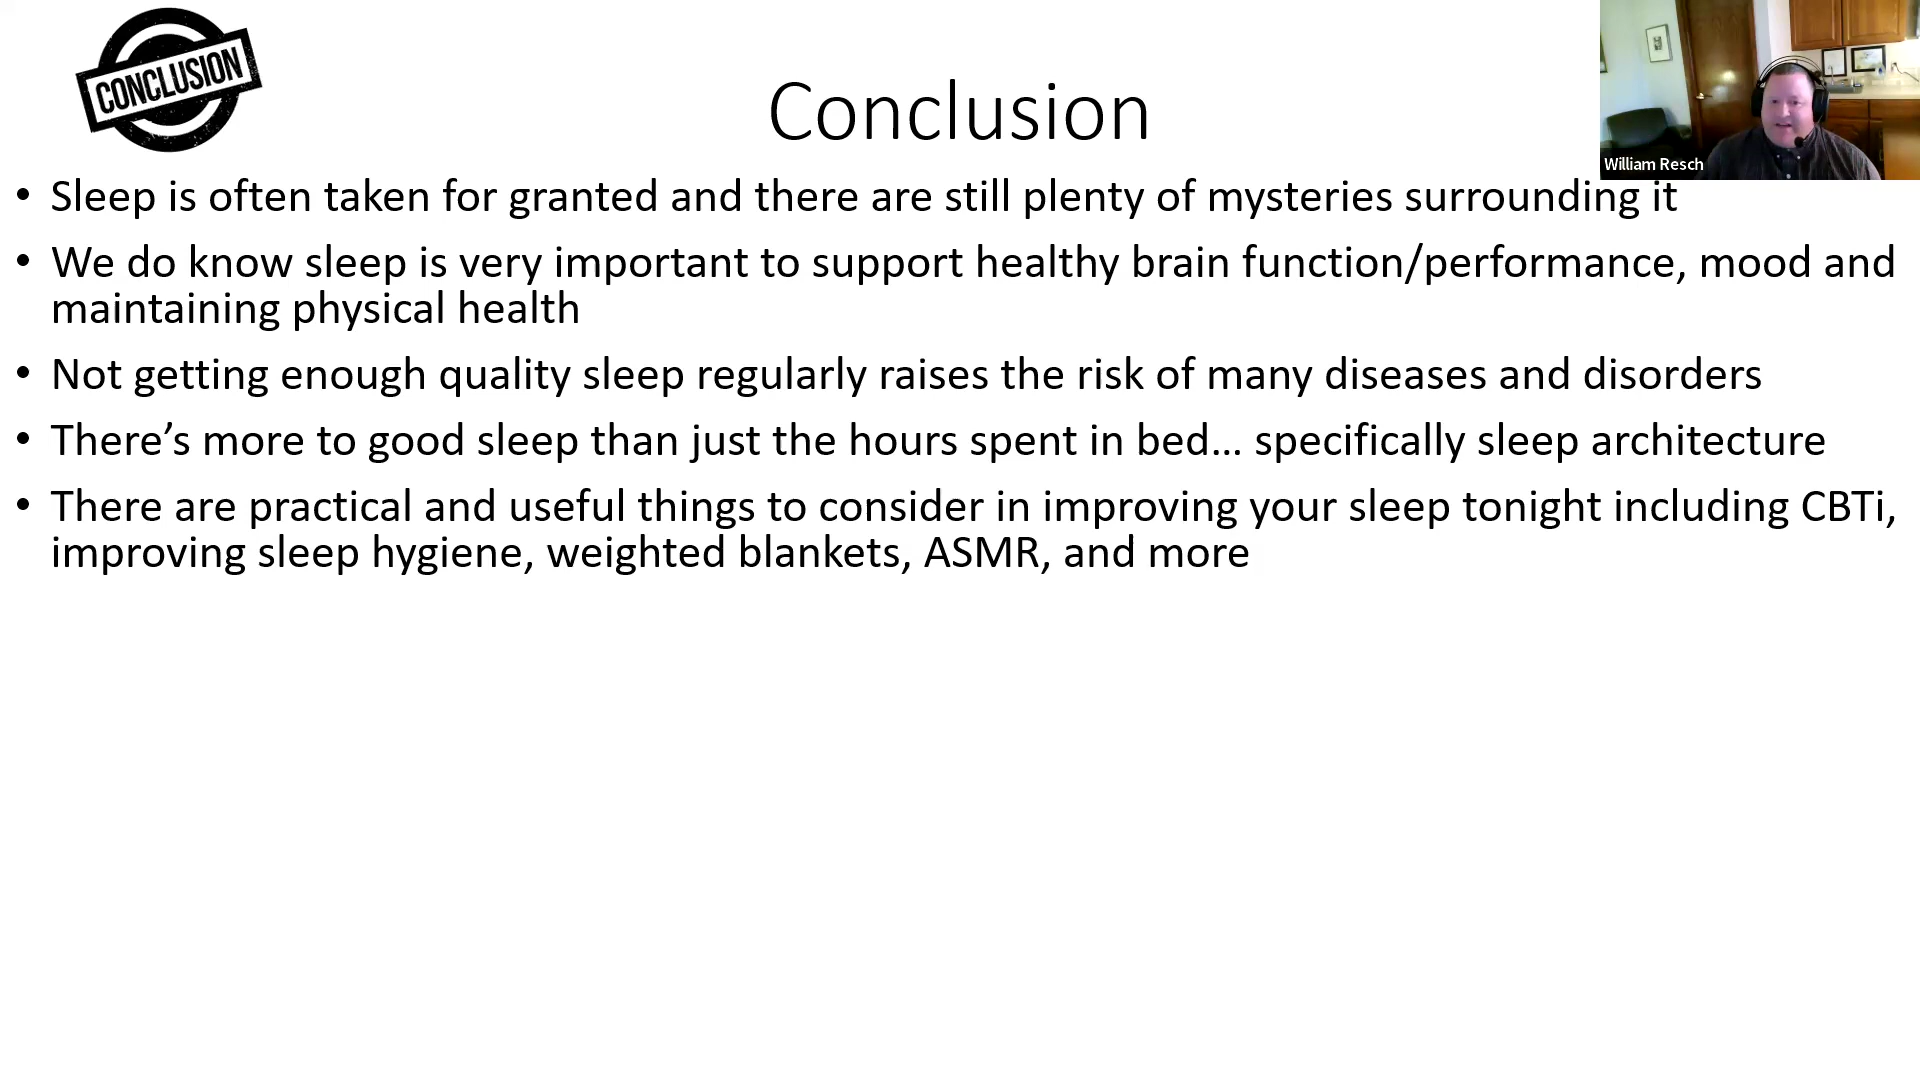 CONCLUSION
Conclusion
William Resch
• Sleep is often taken for granted and there are still plenty of mysteries surrounding it
• We do know sleep is very important to support healthy brain function/performance, mood and
maintaining physical health
• Not getting enough quality sleep regularly raises the risk of many diseases and disorders
• There’s more to good sleep than just the hours spent in bed… specifically sleep architecture
• There are practical and useful things to consider in improving your sleep tonight including CBTi,
improving sleep hygiene, weighted blankets, ASMR, and more